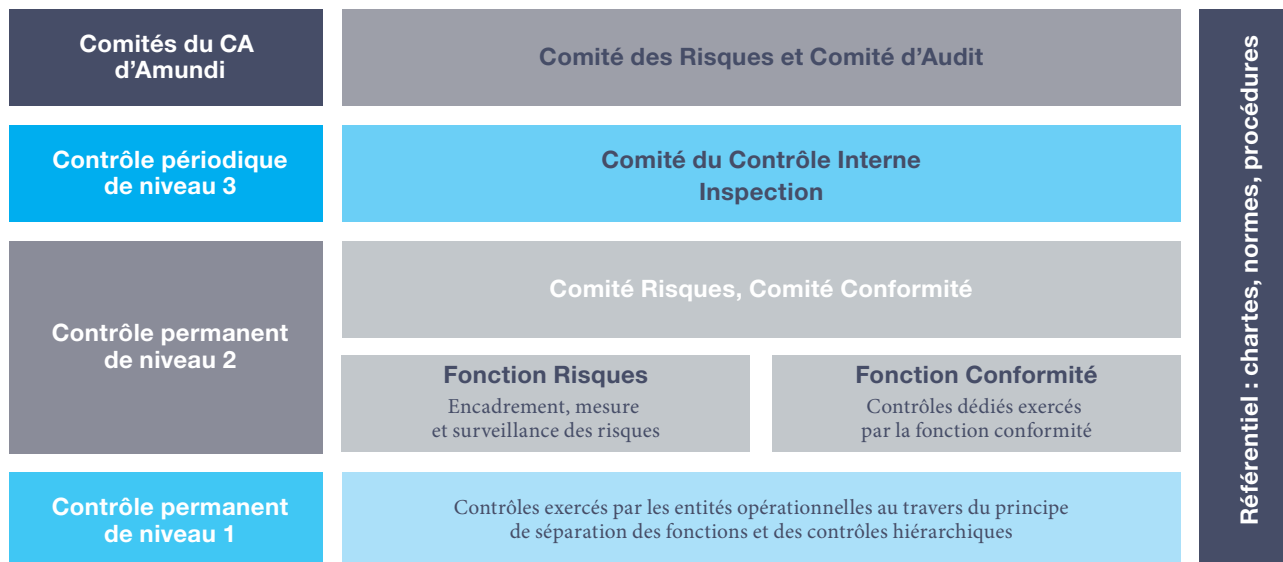 Comités du CA
d’Amundi
Comité des Risques et Comité d’Audit
Contrôle périodique
de niveau 3
Comité du Contrôle Interne
Inspection
Contrôle permanent
de niveau 2
Comité Risques, Comité Conformité
Fonction Risques
Encadrement, mesure
et surveillance des risques
Fonction Conformité
Contrôles dédiés exercés
par la fonction conformité
Contrôle permanent
de niveau 1
Contrôles exercés par les entités opérationnelles au travers du principe
de séparation des fonctions et des contrôles hiérarchiques
Référentiel : chartes, normes, procédures